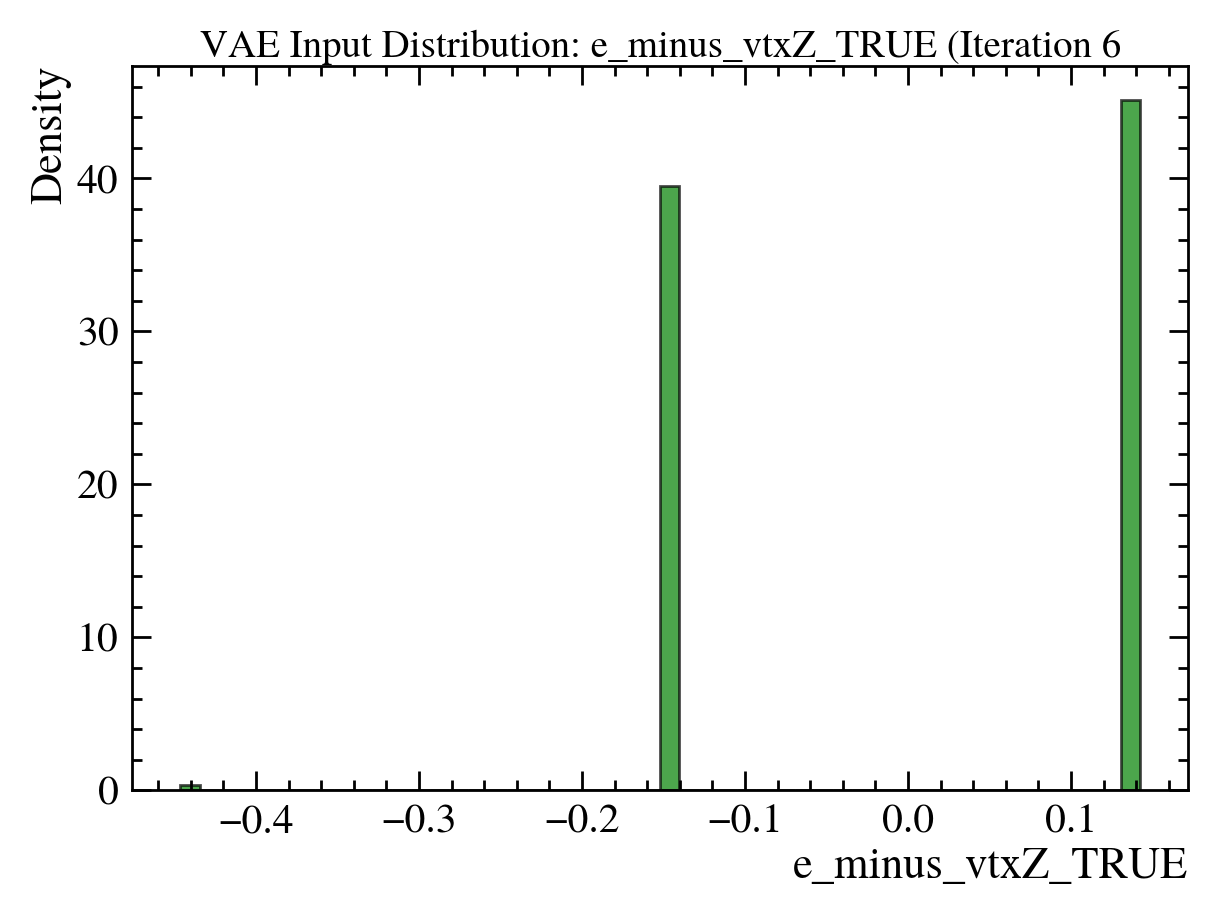 VAE Input Distribution: e_minus_vtxZ_TRUE (Iteration 6
Density
40
30
20
10
0
−0.4 −0.3 −0.2 −0.1 0.0 0.1
e_minus_vtxZ_TRUE